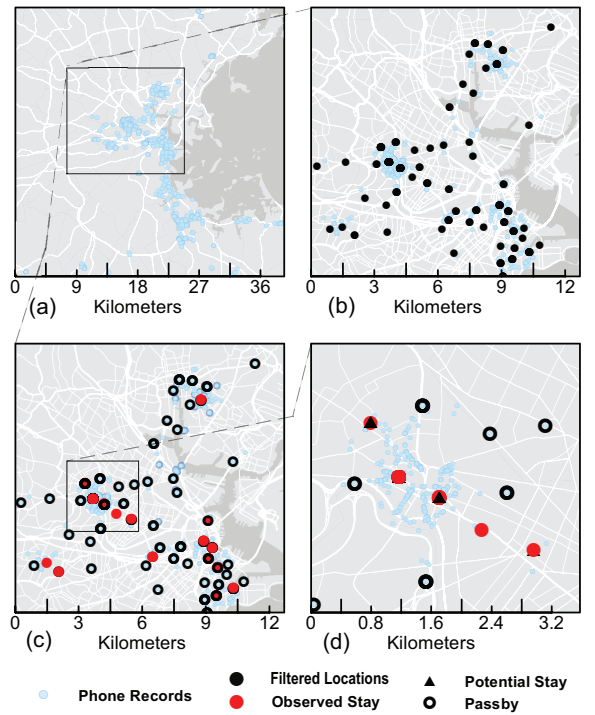 0 9 18 27 36
(a) Kilometers
0 3 6 9 12
(b) Kilometers
0 3 6 9 12
(c) Kilometers
0 0.8 1.6 2.4 3.2
(d) Kilometers
Phone Records
Filtered Locations
Observed Stay
Potential Stay
Passby